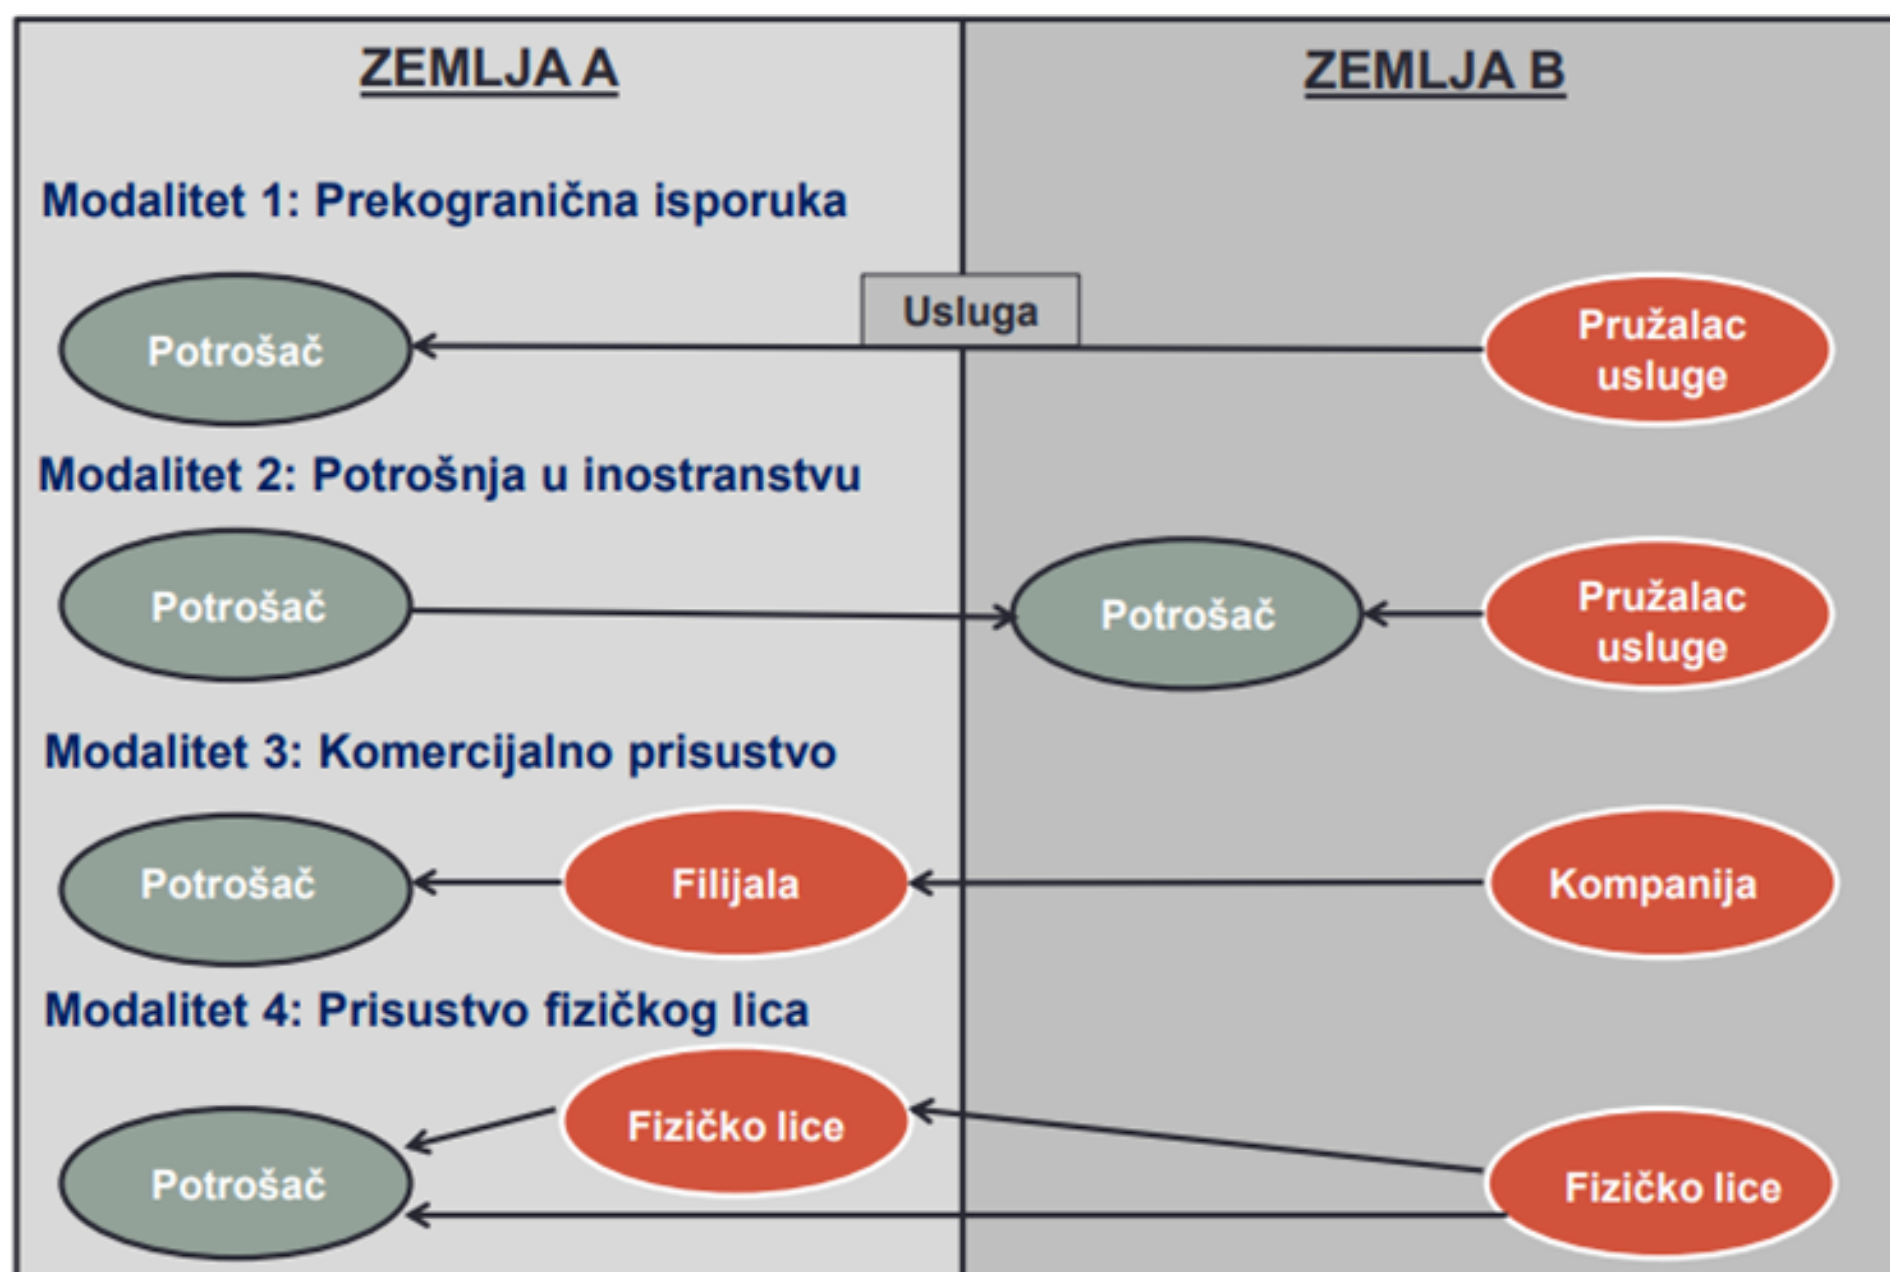 ZEMLJA A
ZEMLJA B
Modalitet 1: Prekogranična isporuka
Potrošač
Usluga
Pružalac
usluge
Modalitet 2: Potrošnja u inostranstvu
Potrošač
Potrošač
Pružalac
usluge
Modalitet 3: Komercijalno prisustvo
Potrošač
Filijala
Kompanija
Modalitet 4: Prisustvo fizičkog lica
Potrošač
Fizičko lice
Fizičko lice